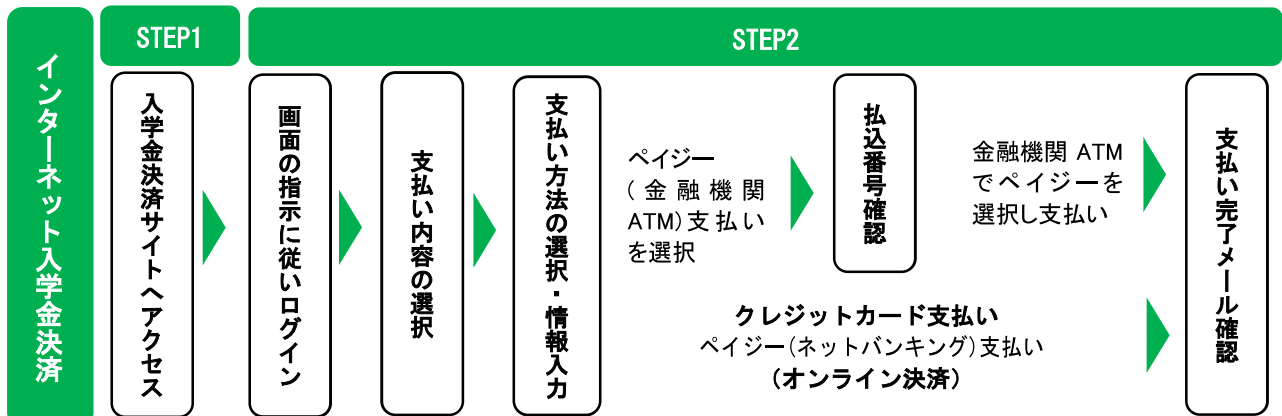 インターネット入学金決済
STEP1
STEP2
入学金決済サイトへアクセス
画面の指示に従いログイン
支払い内容の選択
支払い方法の選択・情報入力
ペイジー
(金融機関
ATM)支払い
を選択
払込番号確認
金融機関 ATM
でペイジーを
選択し支払い
クレジットカード支払い
ペイジー(ネットバンキング)支払い
(オンライン決済)
支払い完了メール確認